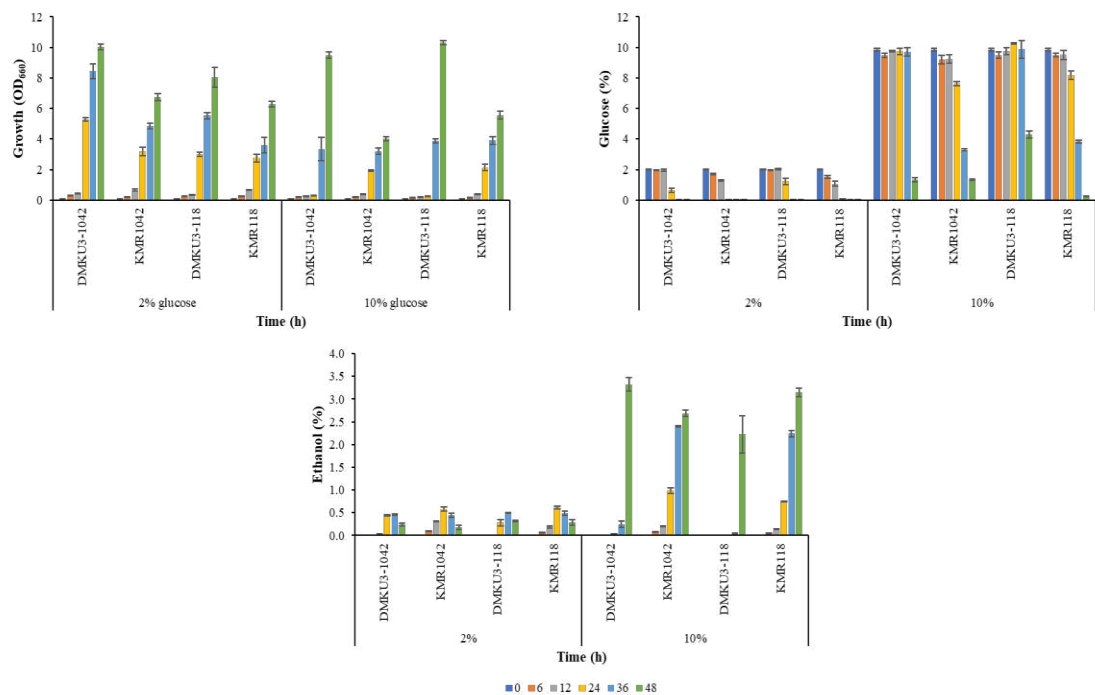 12
10
8
6
4
2
0
Growth (OD660)
DMKU3-1042
KMR1042
DMKU3-118
KMR118
DMKU3-1042
KMR1042
DMKU3-118
KMR118
2% glucose
10% glucose
Time (h)
12
10
8
6
4
2
0
Glucose (%)
DMKU3-1042
KMR1042
DMKU3-118
KMR118
DMKU3-1042
KMR1042
DMKU3-118
KMR118
2%
10%
Time (h)
4.0
3.5
3.0
2.5
2.0
1.5
1.0
0.5
0.0
Ethanol (%)
DMKU3-1042
KMR1042
DMKU3-118
KMR118
DMKU3-1042
KMR1042
DMKU3-118
KMR118
2%
10%
Time (h)
0 6 12 24 36 48